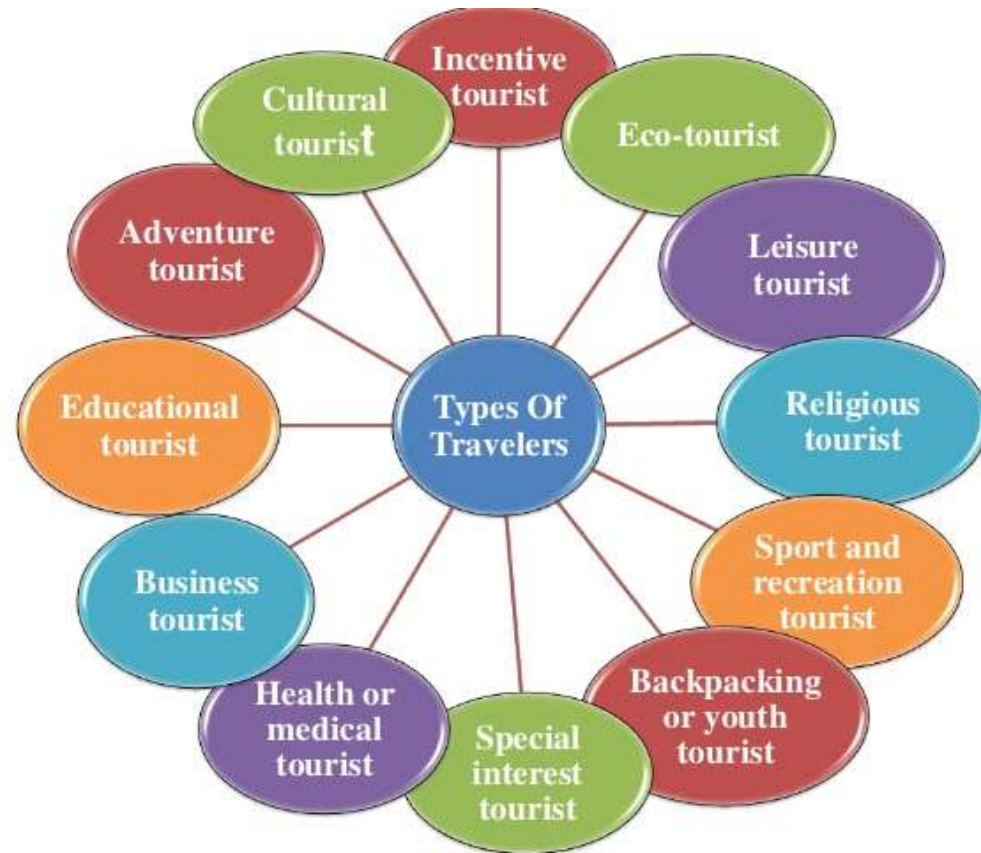 Incentive
tourist
Eco-tourist
Leisure
tourist
Religious
tourist
Sport and
recreation
tourist
Backpacking
or youth
tourist
Special
interest
tourist
Health or
medical
tourist
Business
tourist
Educational
tourist
Adventure
tourist
Cultural
tourist
Types Of
Travelers